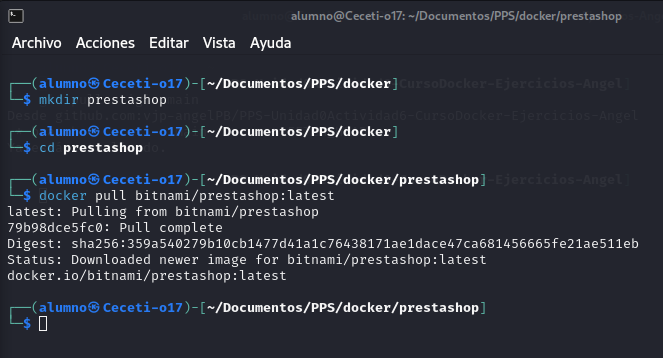 alumno@Ceceti-o17: ~/Documentos/PPS/docker/prestashop
Archivo Acciones Editar Vista Ayuda
┌──(alumno㉿Ceceti-o17)-[~/Documentos/PPS/docker]
└─$ mkdir prestashop
┌──(alumno㉿Ceceti-o17)-[~/Documentos/PPS/docker]
└─$ cd prestashop
┌──(alumno㉿Ceceti-o17)-[~/Documentos/PPS/docker/prestashop]
└─$ docker pull bitnami/prestashop:latest
latest: Pulling from bitnami/prestashop
79b98dce5fc0: Pull complete
Digest: sha256:359a540279b10cb1477d41a1c76438171ae1dace47ca681456665fe21ae511eb
Status: Downloaded newer image for bitnami/prestashop:latest
docker.io/bitnami/prestashop:latest
┌──(alumno㉿Ceceti-o17)-[~/Documentos/PPS/docker/prestashop]
└─$